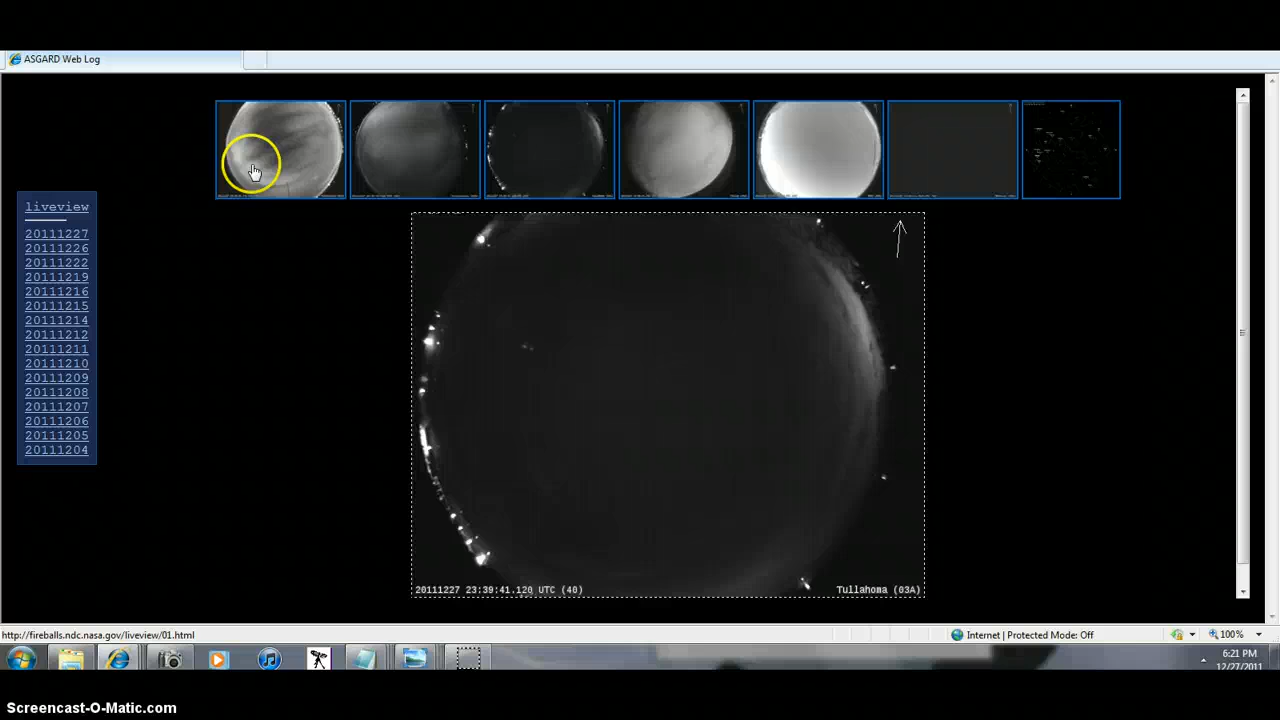 ASGARD Web Log
liveview
20111227
20111226
20111222
20111219
20111216
20111215
20111214
20111212
20111211
20111210
20111209
20111208
20111207
20111206
20111205
20111204
20111227 23:39:41.120 UTC (40)
Tullahoma (03A)
http://fireballs.ndc.nasa.gov/liveview/01.html
Internet | Protected Mode: Off
100%
6:21 PM
12/27/2011
Screencast-O-Matic.com